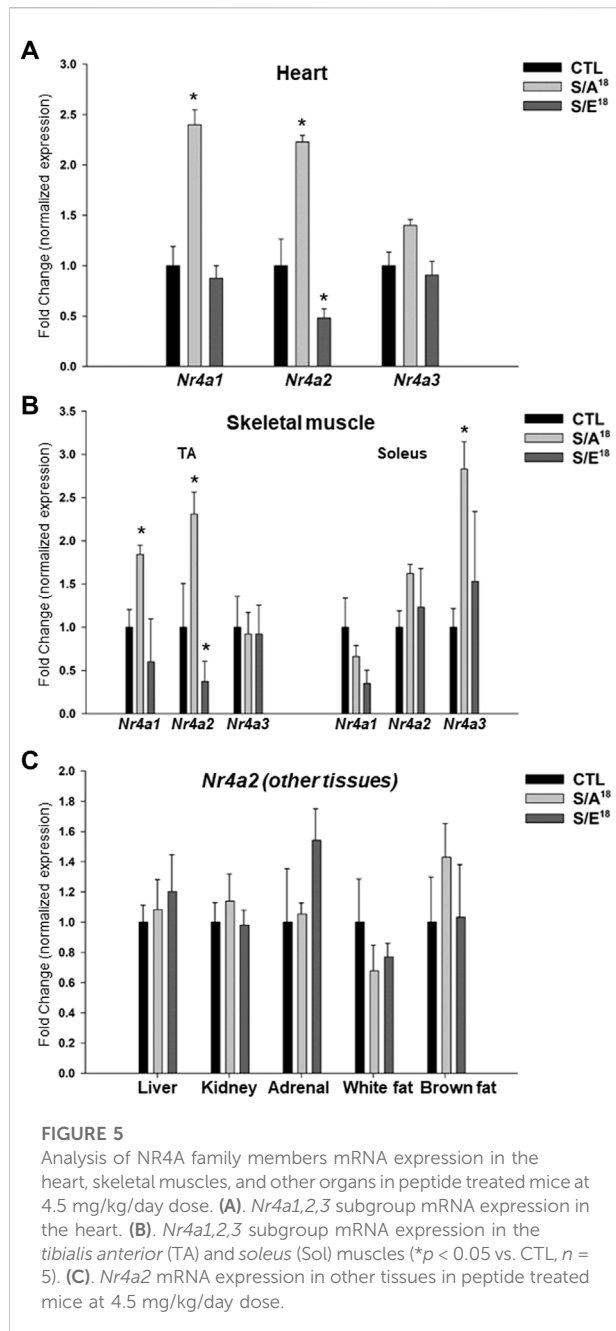 A
Heart
CTL
S/A¹⁸
S/E¹⁸
Fold Change (normalized expression)
3.0
2.5
2.0
1.5
1.0
0.5
0.0
*
*
*
Nr4a1
Nr4a2
Nr4a3
B
Skeletal muscle
TA
Soleus
CTL
S/A¹⁸
S/E¹⁸
Fold Change (normalized expression)
3.5
3.0
2.5
2.0
1.5
1.0
0.5
0.0
*
*
*
*
Nr4a1
Nr4a2
Nr4a3
Nr4a1
Nr4a2
Nr4a3
C
Nr4a2 (other tissues)
CTL
S/A¹⁸
S/E¹⁸
Fold Change (normalized expression)
2.0
1.8
1.6
1.4
1.2
1.0
0.8
0.6
0.4
0.2
0.0
Liver
Kidney
Adrenal
White fat
Brown fat
FIGURE 5
Analysis of NR4A family members mRNA expression in the
heart, skeletal muscles, and other organs in peptide treated mice at
4.5 mg/kg/day dose. (A). Nr4a1,2,3 subgroup mRNA expression in
the heart. (B). Nr4a1,2,3 subgroup mRNA expression in the
tibialis anterior (TA) and soleus (Sol) muscles (*p < 0.05 vs. CTL, n =
5). (C). Nr4a2 mRNA expression in other tissues in peptide treated
mice at 4.5 mg/kg/day dose.